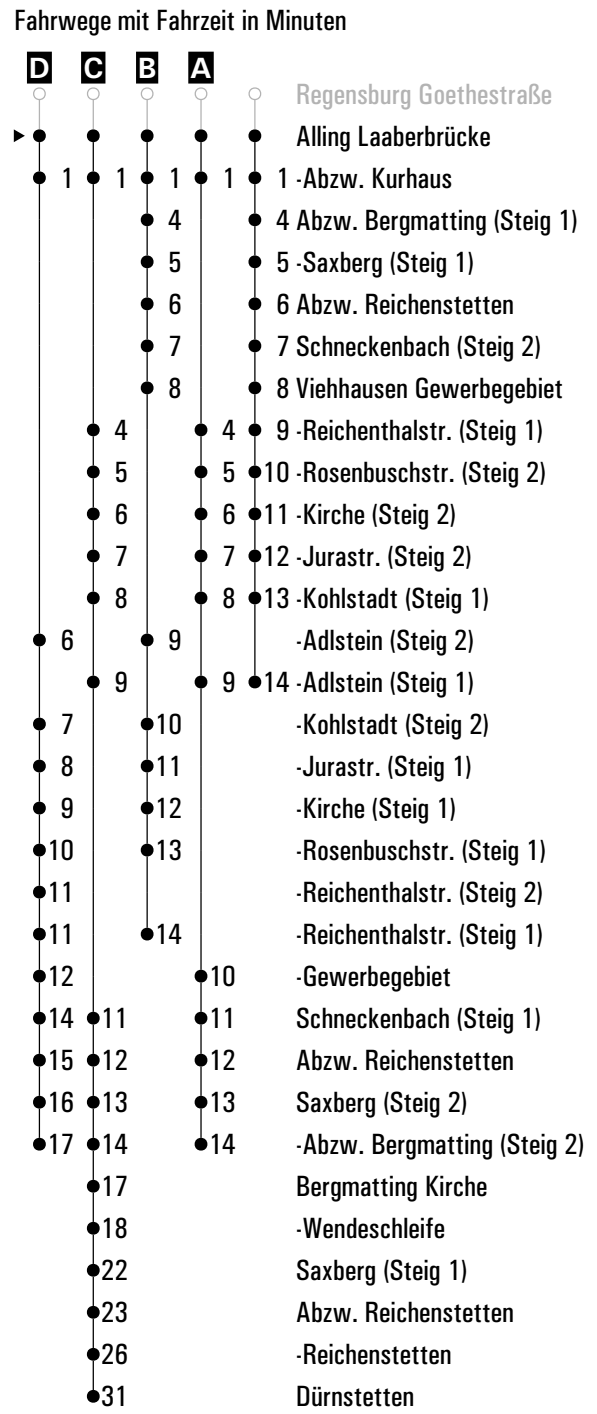 Fahrwege mit Fahrzeit in Minuten
D C B A
Regensburg Goethestraße
Alling Laaberbrücke
1 1 1 1 1 -Abzw. Kurhaus
4 4 Abzw. Bergmatting (Steig 1)
5 5 -Saxberg (Steig 1)
6 6 Abzw. Reichenstetten
7 7 Schneckenbach (Steig 2)
8 8 Viehhausen Gewerbegebiet
4 4 9 -Reichenthalstr. (Steig 1)
5 5 10 -Rosenbuschstr. (Steig 2)
6 6 11 -Kirche (Steig 2)
7 7 12 -Jurastr. (Steig 2)
8 8 13 -Kohlstadt (Steig 1)
6 9 -Adlstein (Steig 2)
9 9 14 -Adlstein (Steig 1)
7 10 -Kohlstadt (Steig 2)
8 11 -Jurastr. (Steig 1)
9 12 -Kirche (Steig 1)
10 13 -Rosenbuschstr. (Steig 1)
11 -Reichenthalstr. (Steig 2)
11 14 -Reichenthalstr. (Steig 1)
12 10 -Gewerbegebiet
14 11 11 Schneckenbach (Steig 1)
15 12 12 Abzw. Reichenstetten
16 13 13 Saxberg (Steig 2)
17 14 14 -Abzw. Bergmatting (Steig 2)
17 Bergmatting Kirche
18 -Wendeschleife
22 Saxberg (Steig 1)
23 Abzw. Reichenstetten
26 -Reichenstetten
31 Dürnstetten